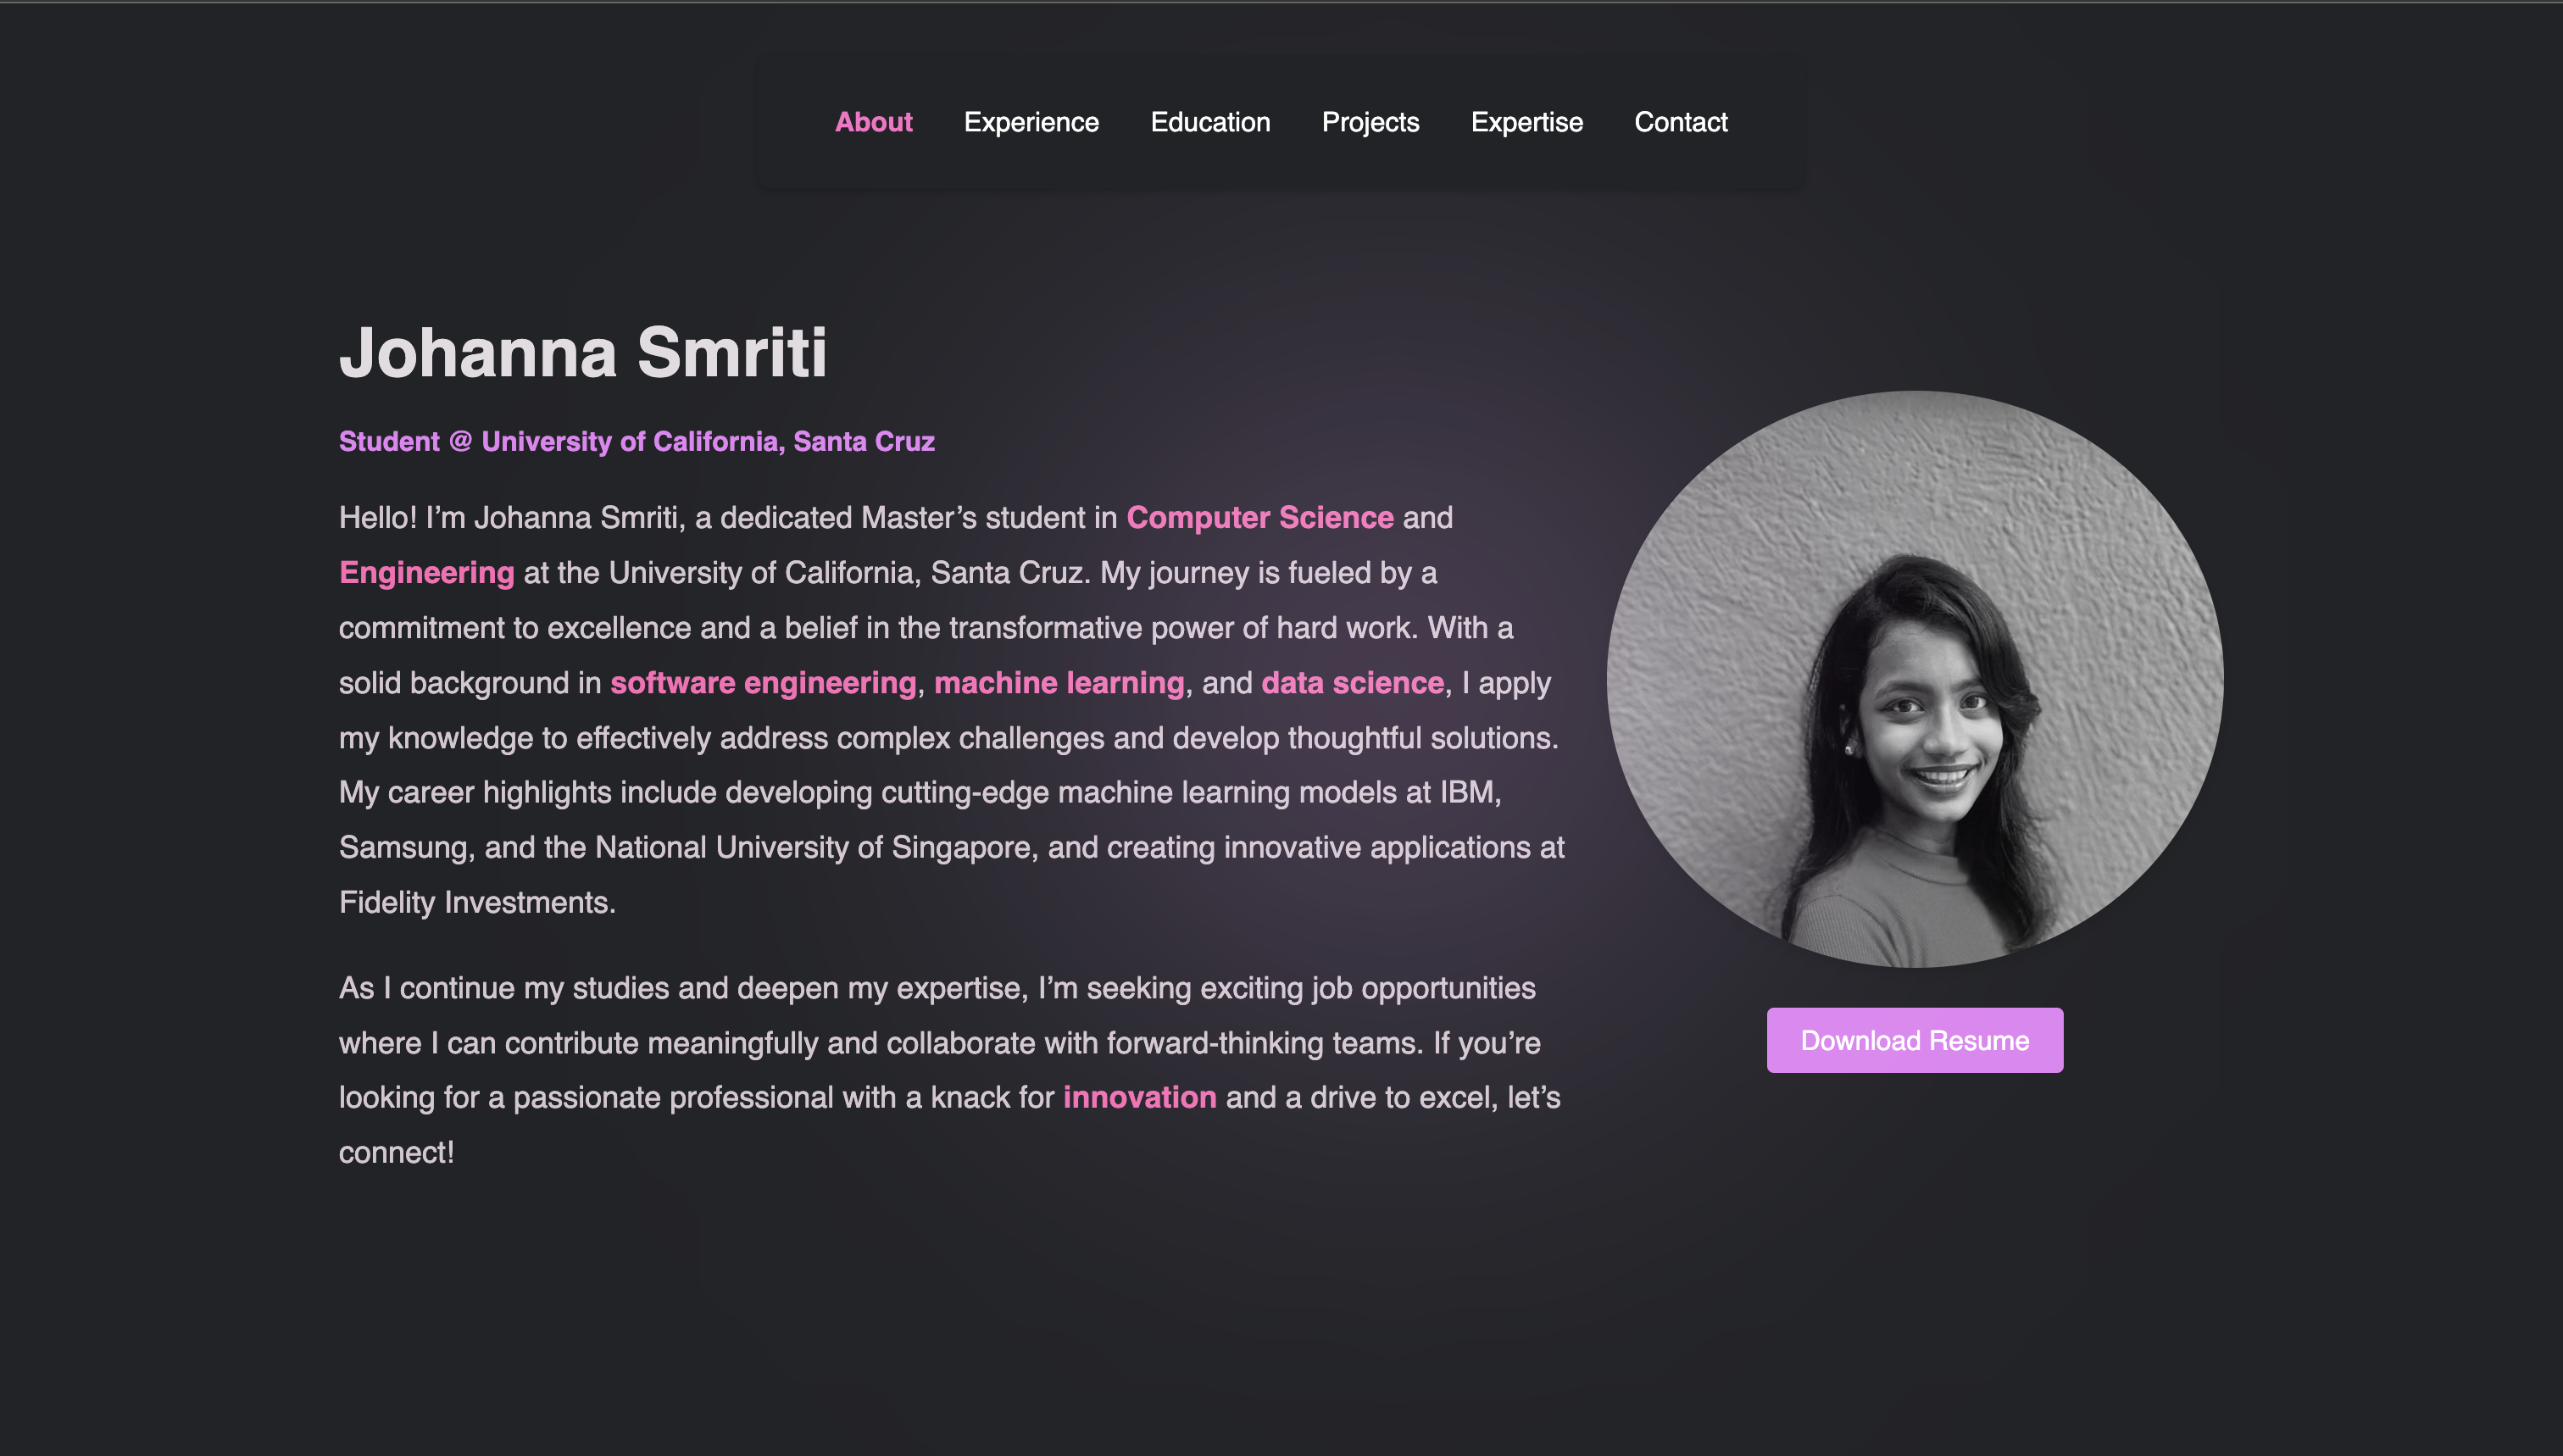 About Experience Education Projects Expertise Contact
Johanna Smriti
Student @ University of California, Santa Cruz
Hello! I’m Johanna Smriti, a dedicated Master’s student in Computer Science and
Engineering at the University of California, Santa Cruz. My journey is fueled by a
commitment to excellence and a belief in the transformative power of hard work. With a
solid background in software engineering, machine learning, and data science, I apply
my knowledge to effectively address complex challenges and develop thoughtful solutions.
My career highlights include developing cutting-edge machine learning models at IBM,
Samsung, and the National University of Singapore, and creating innovative applications at
Fidelity Investments.
As I continue my studies and deepen my expertise, I’m seeking exciting job opportunities
where I can contribute meaningfully and collaborate with forward-thinking teams. If you’re
looking for a passionate professional with a knack for innovation and a drive to excel, let’s
connect!
Download Resume